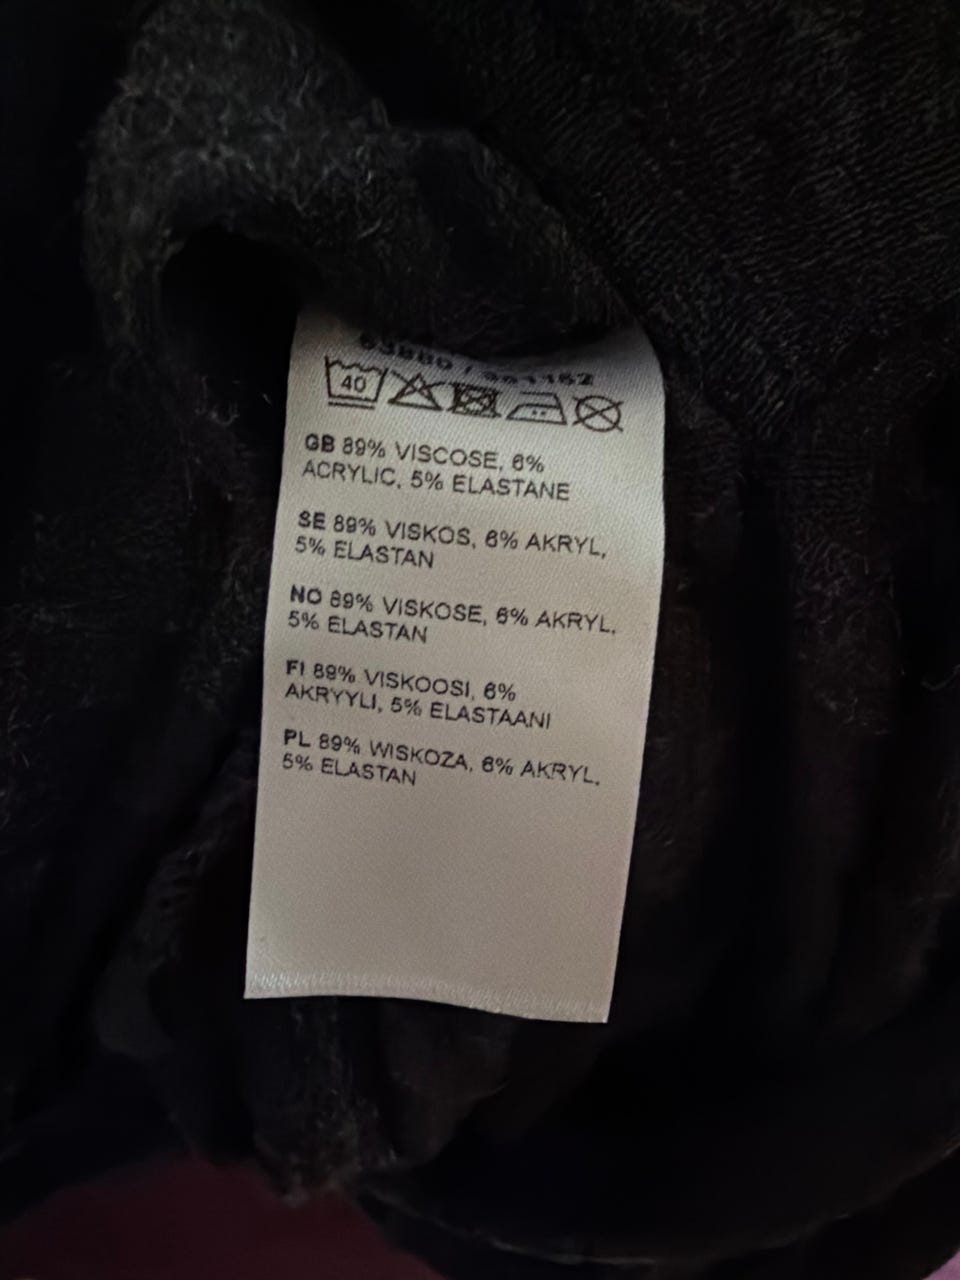 40
GB 89% VISCOSE, 6%
ACRYLIC, 5% ELASTANE
SE 89% VISKOS, 6% AKRYL,
5% ELASTAN
NO 89% VISKOSE, 6% AKRYL,
5% ELASTAN
FI 89% VISKOOSI, 6%
AKRYYLI, 5% ELASTAANI
PL 89% WISKOZA, 6% AKRYL,
5% ELASTAN